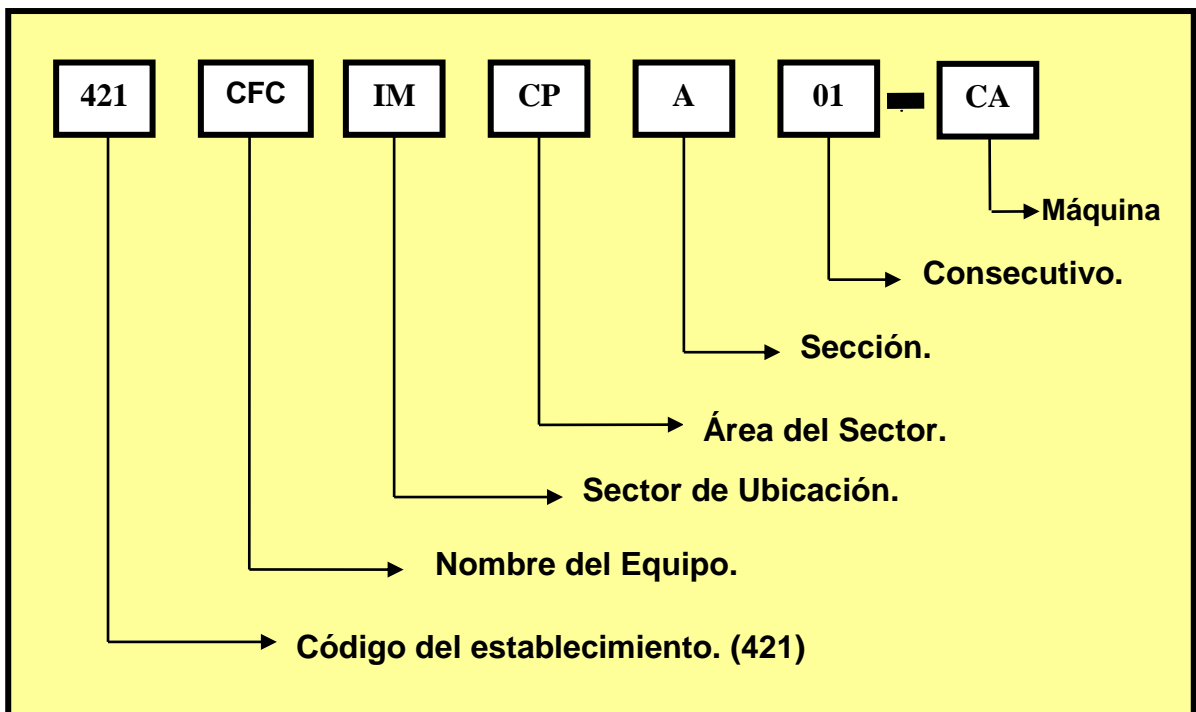 421 CFC IM CP A 01 - CA
Máquina
Consecutivo.
Sección.
Área del Sector.
Sector de Ubicación.
Nombre del Equipo.
Código del establecimiento. (421)